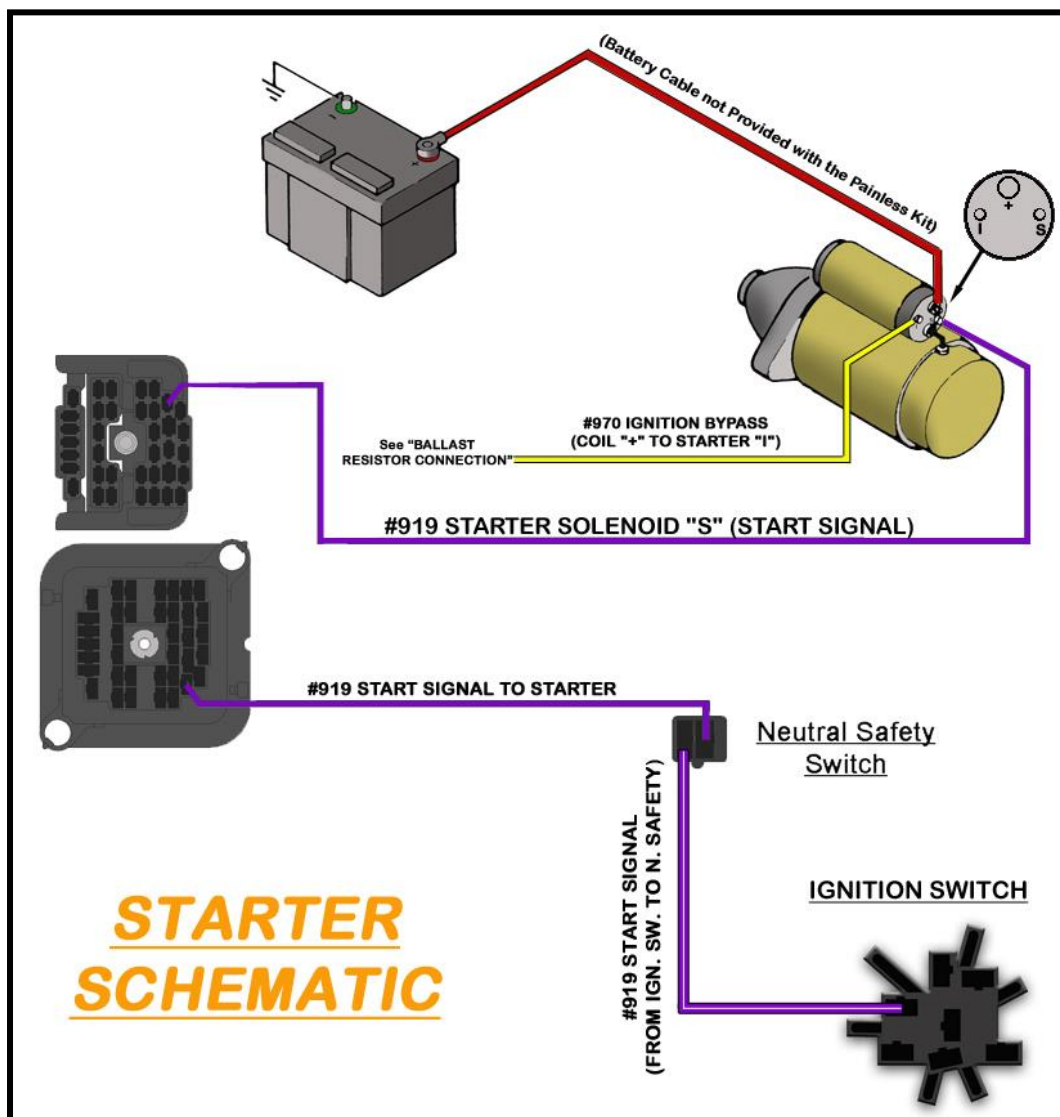 (Battery Cable not Provided with the Painless Kit)
-
+
+
I
S
#970 IGNITION BYPASS
(COIL "+" TO STARTER "I")
See "BALLAST
RESISTOR CONNECTION"
#919 STARTER SOLENOID "S" (START SIGNAL)
#919 START SIGNAL TO STARTER
Neutral Safety
Switch
#919 START SIGNAL
(FROM IGN. SW. TO N. SAFETY)
IGNITION SWITCH
STARTER
SCHEMATIC